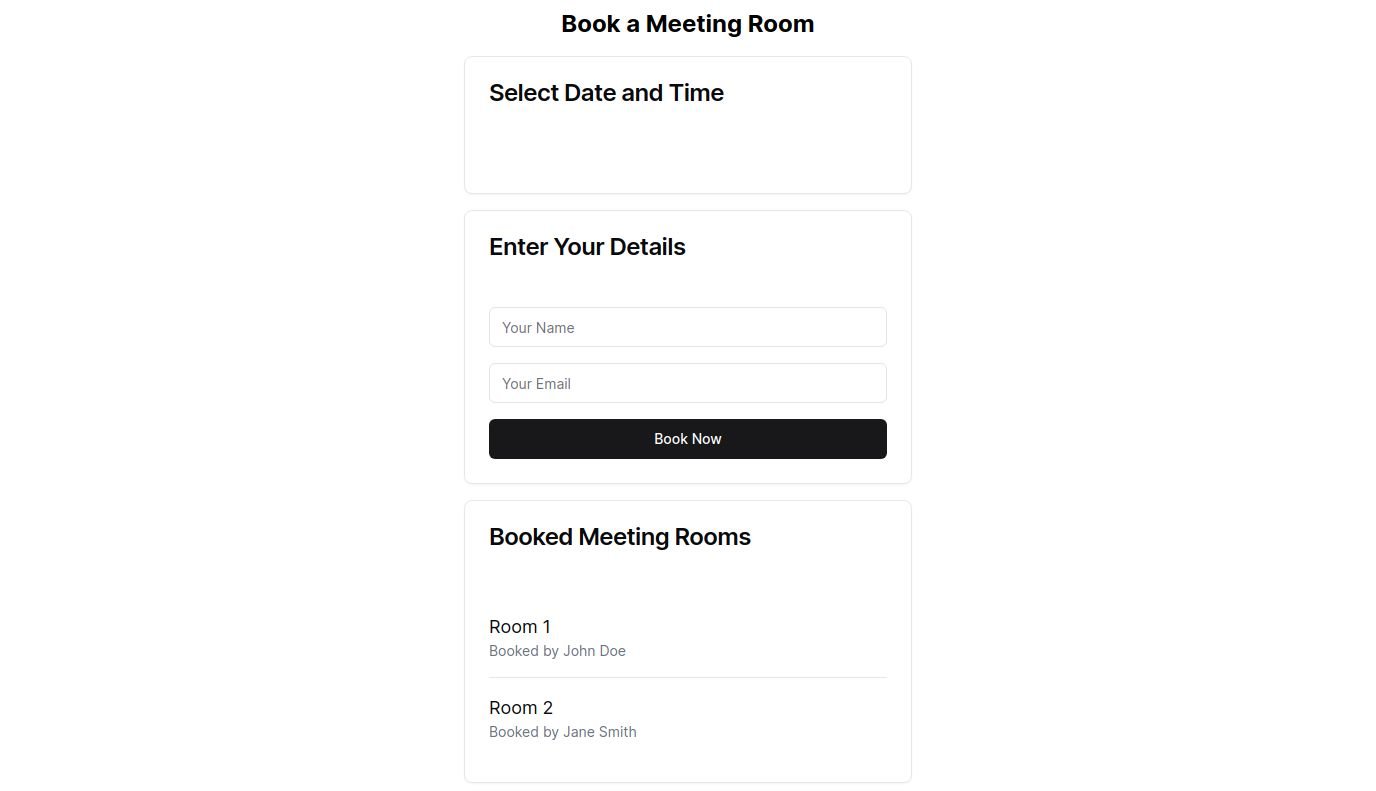 Book a Meeting Room
Select Date and Time
Enter Your Details
Your Name
Your Email
Book Now
Booked Meeting Rooms
Room 1
Booked by John Doe
Room 2
Booked by Jane Smith